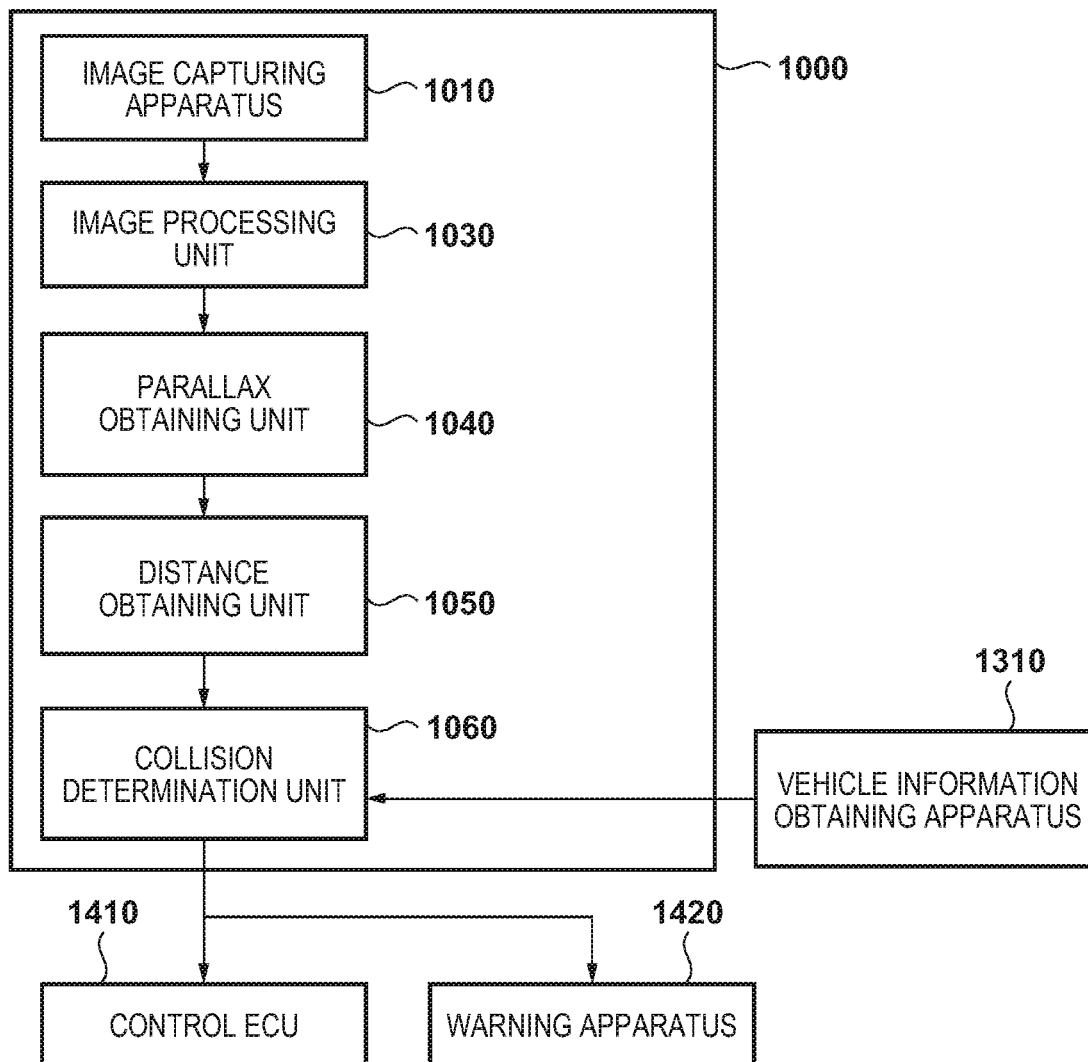 IMAGE CAPTURING
APPARATUS
1010
1000
IMAGE PROCESSING
UNIT
1030
PARALLAX
OBTAINING UNIT
1040
DISTANCE
OBTAINING UNIT
1050
COLLISION
DETERMINATION UNIT
1060
1310
VEHICLE INFORMATION
OBTAINING APPARATUS
1410
CONTROL ECU
1420
WARNING APPARATUS